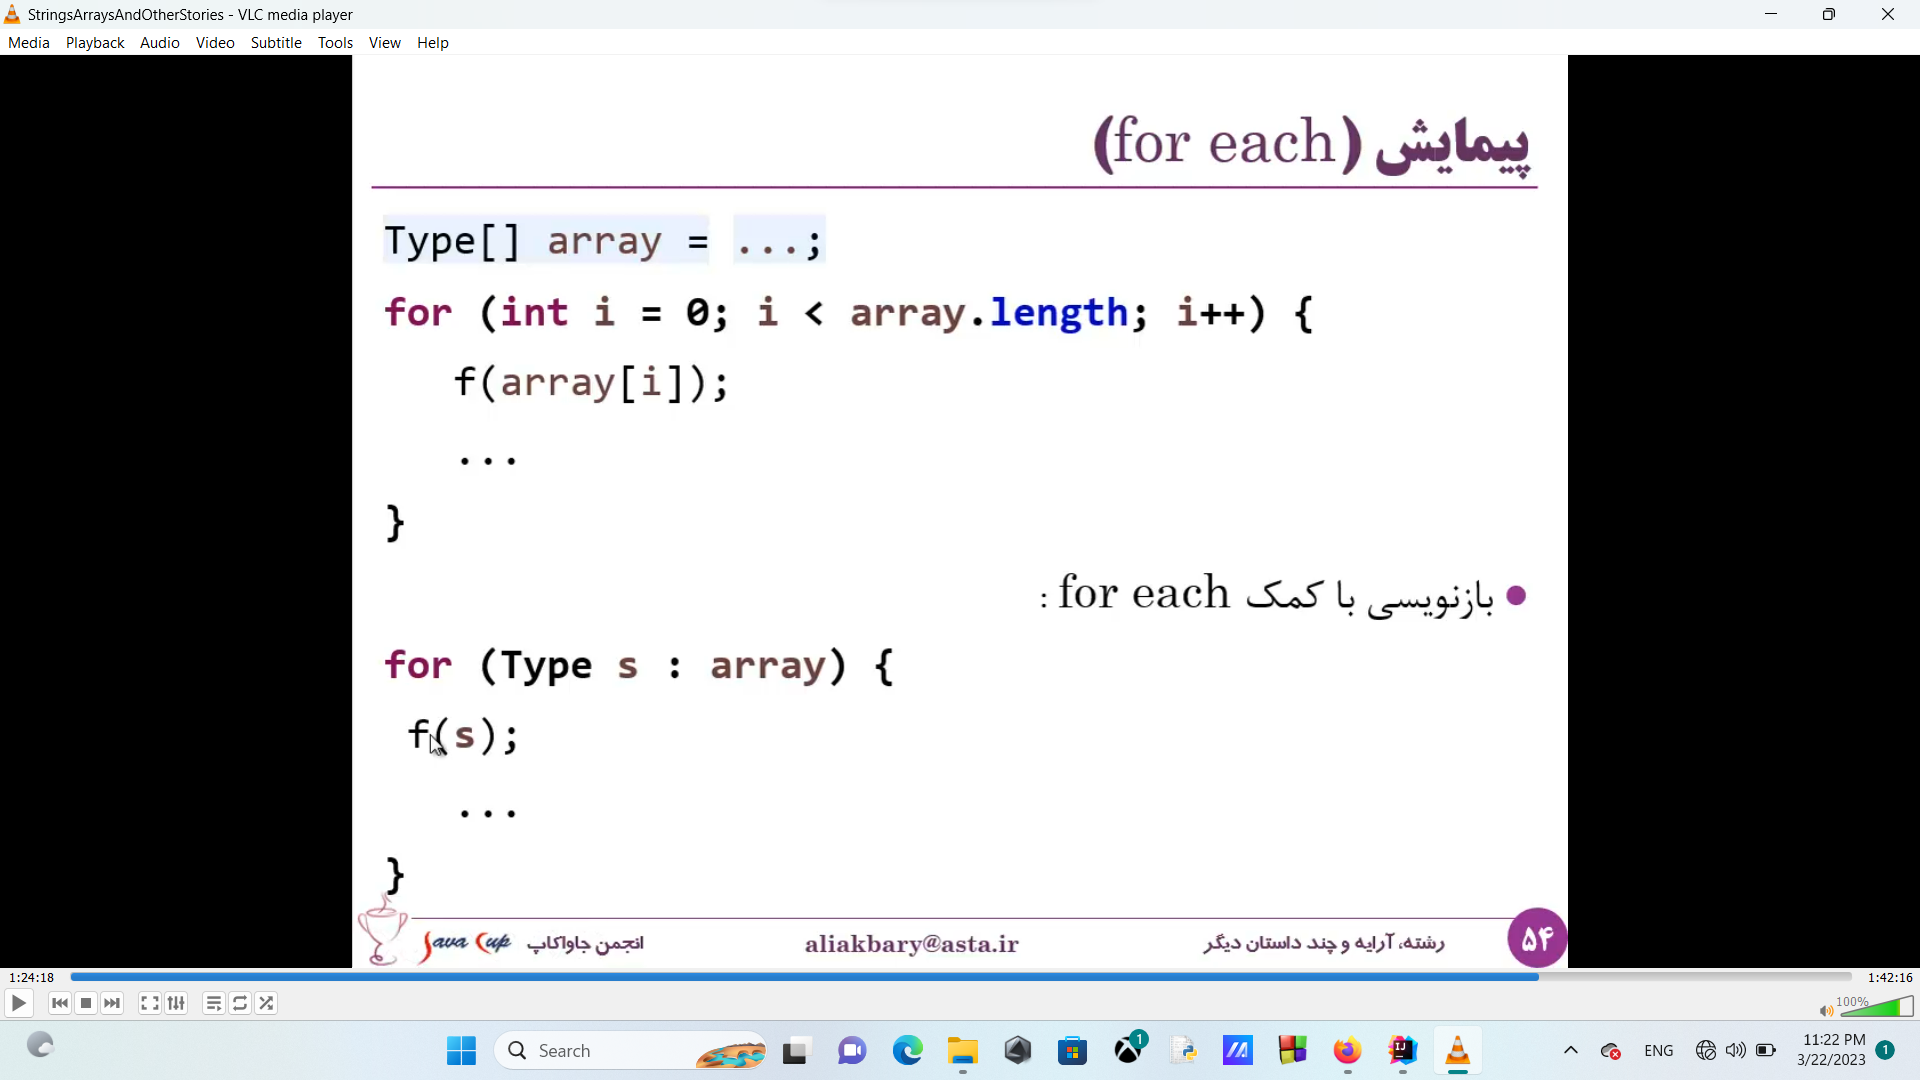 StringsArraysAndOtherStories - VLC media player
Media Playback Audio Video Subtitle Tools View Help
پیمایش (for each)
Type[] array = ...;
for (int i = 0; i < array.length; i++) {
f(array[i]);
...
}
بازنویسی با کمک for each :
for (Type s : array) {
f(s);
...
}
Java Cup انجمن جاواکاپ
aliakbary@asta.ir
رشته، آرایه و چند داستان دیگر
۵۴
1:24:18
1:42:16
100%
Search
1
IJ
ENG
11:22 PM
3/22/2023
1